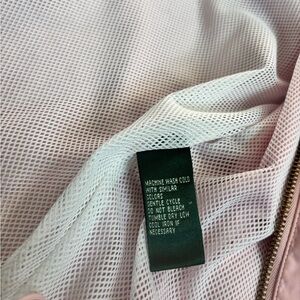 MACHINE WASH COLD
WITH SIMILAR
COLORS
GENTLE CYCLE
DO NOT BLEACH
TUMBLE DRY LOW
COOL IRON IF
NECESSARY